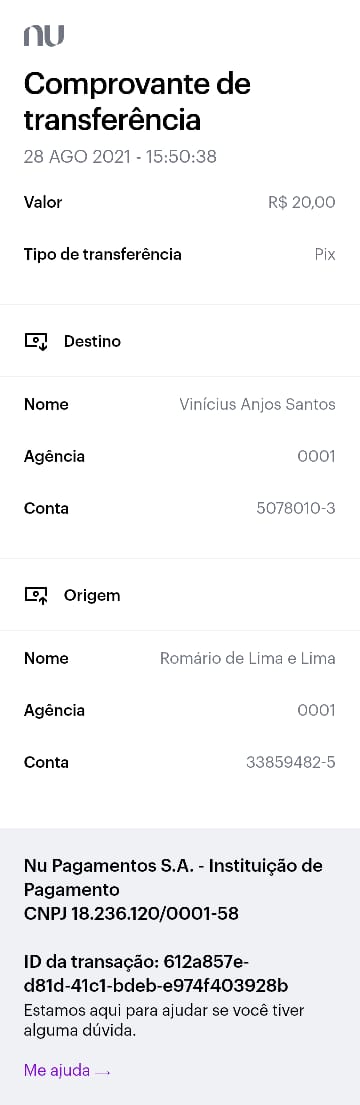 nu
Comprovante de
transferência
28 AGO 2021 - 15:50:38
Valor R$ 20,00
Tipo de transferência Pix
Destino
Nome Vinícius Anjos Santos
Agência 0001
Conta 5078010-3
Origem
Nome Romário de Lima e Lima
Agência 0001
Conta 33859482-5
Nu Pagamentos S.A. - Instituição de
Pagamento
CNPJ 18.236.120/0001-58
ID da transação: 612a857e-
d81d-41c1-bdeb-e974f403928b
Estamos aqui para ajudar se você tiver
alguma dúvida.
Me ajuda →